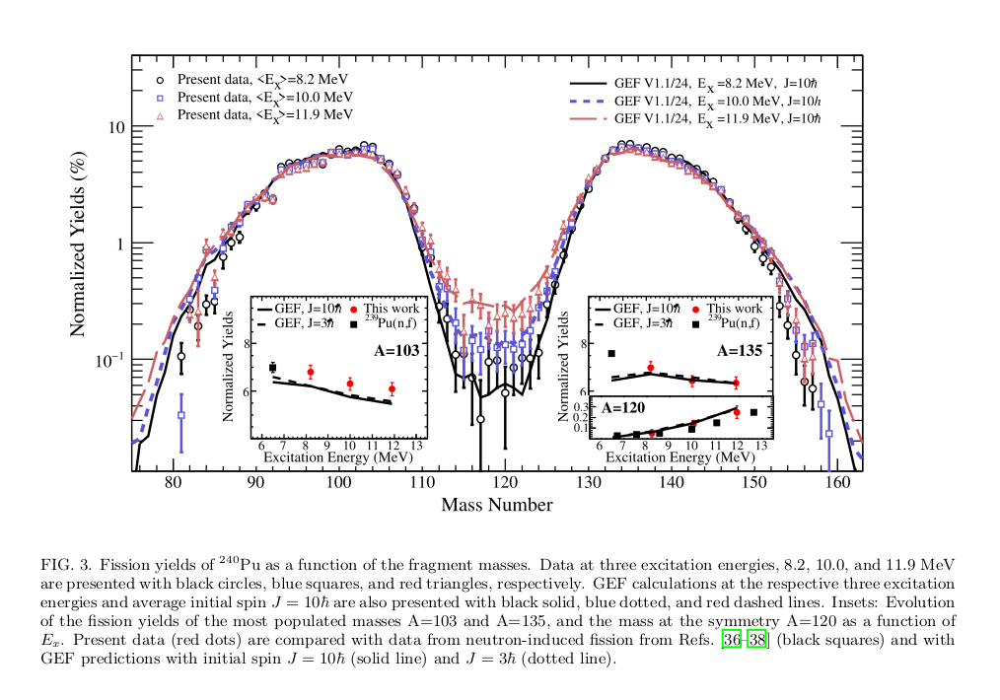 Present data, <Ex>=8.2 MeV
Present data, <Ex>=10.0 MeV
Present data, <Ex>=11.9 MeV
GEF V1.1/24, Ex=8.2 MeV, J=10ℏ
GEF V1.1/24, Ex=10.0 MeV, J=10h
GEF V1.1/24, Ex=11.9 MeV, J=10ℏ
Normalized Yields (%)
10
1
10⁻¹
GEF, J=10ℏ
GEF, J=3ℏ
This work
²³⁹Pu(n,f)
A=103
Normalized Yields
8
6
6 7 8 9 10 11 12 13
Excitation Energy (MeV)
GEF, J=10ℏ
GEF, J=3ℏ
This work
²³⁹Pu(n,f)
A=135
Normalized Yields
8
6
A=120
0.3
0.2
0.1
6 7 8 9 10 11 12 13
Excitation Energy (MeV)
80 90 100 110 120 130 140 150 160
Mass Number
FIG. 3. Fission yields of ²⁴⁰Pu as a function of the fragment masses. Data at three excitation energies, 8.2, 10.0, and 11.9 MeV
are presented with black circles, blue squares, and red triangles, respectively. GEF calculations at the respective three excitation
energies and average initial spin J = 10ℏ are also presented with black solid, blue dotted, and red dashed lines. Insets: Evolution
of the fission yields of the most populated masses A=103 and A=135, and the mass at the symmetry A=120 as a function of
Ex. Present data (red dots) are compared with data from neutron-induced fission from Refs. [36–38] (black squares) and with
GEF predictions with initial spin J = 10ℏ (solid line) and J = 3ℏ (dotted line).